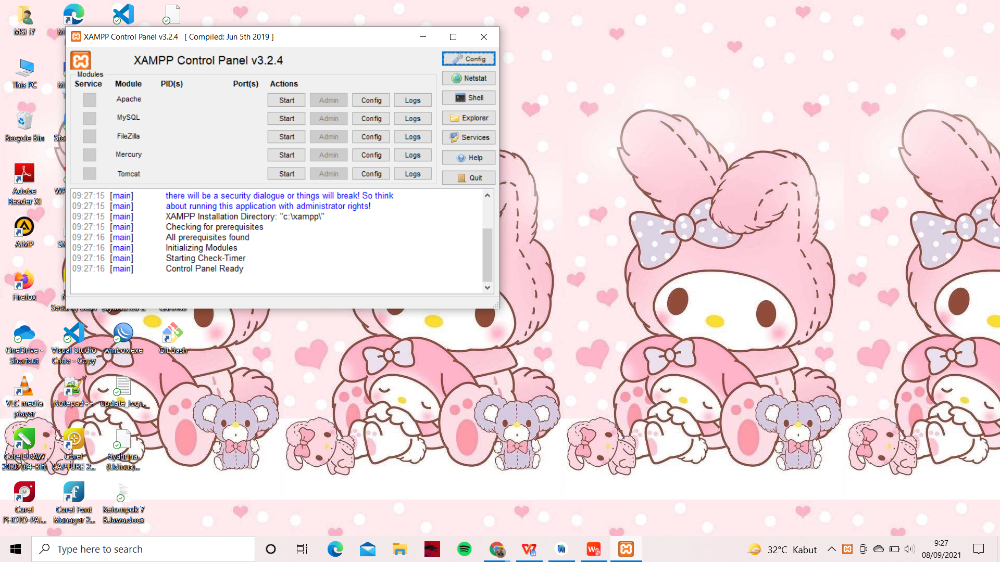 MSI i7
This PC
Recycle Bin
Adobe
Reader XI
AIMP
Firefox
OneDrive -
Shortcut
Visual Studio
Code - Copy
winbox.exe
Git Bash
VLC media
player
Notepad++
update_log...
CorelDRAW
2020 (64-Bit)
Corel
CAPTURE 2...
Syahrina
(Udinus)...
Corel
PHOTO-PAI...
Corel Font
Manager 2...
Kelompok 7
B.Jawa.docx
XAMPP Control Panel v3.2.4 [ Compiled: Jun 5th 2019 ]
XAMPP Control Panel v3.2.4
Config
Netstat
Shell
Explorer
Services
Help
Quit
Modules
Service Module PID(s) Port(s) Actions
Apache Start Admin Config Logs
MySQL Start Admin Config Logs
FileZilla Start Admin Config Logs
Mercury Start Admin Config Logs
Tomcat Start Admin Config Logs
09:27:15 [main] there will be a security dialogue or things will break! So think
09:27:15 [main] about running this application with administrator rights!
09:27:15 [main] XAMPP Installation Directory: "c:\xampp\"
09:27:15 [main] Checking for prerequisites
09:27:16 [main] All prerequisites found
09:27:16 [main] Initializing Modules
09:27:16 [main] Starting Check-Timer
09:27:16 [main] Control Panel Ready
Type here to search
32°C Kabut
9:27
08/09/2021